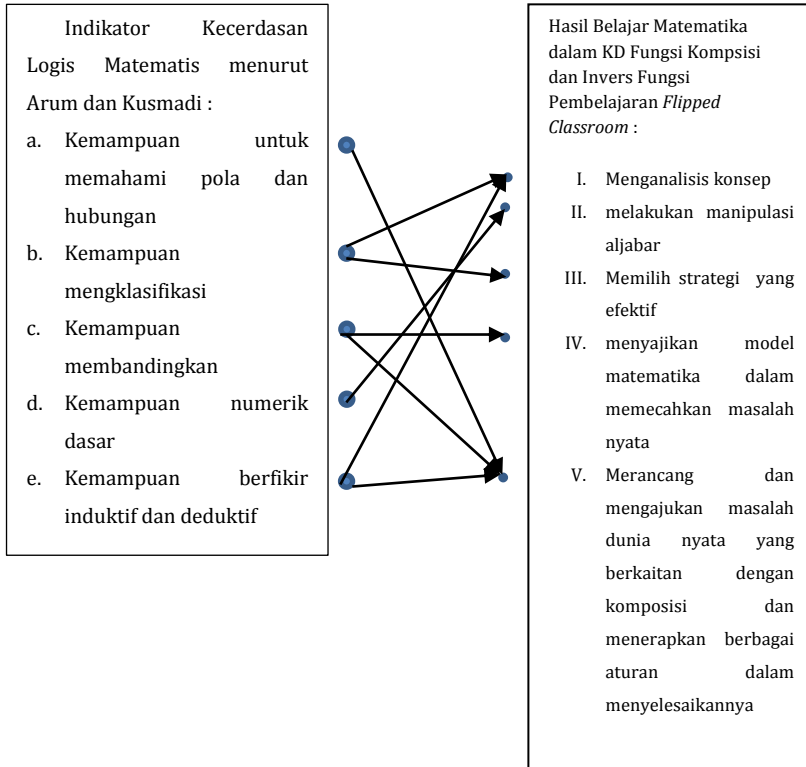 Indikator Kecerdasan
Logis Matematis menurut
Arum dan Kusmadi :
a. Kemampuan untuk
memahami pola dan
hubungan
b. Kemampuan
mengklasifikasi
c. Kemampuan
membandingkan
d. Kemampuan numerik
dasar
e. Kemampuan berfikir
induktif dan deduktif
Hasil Belajar Matematika
dalam KD Fungsi Kompsisi
dan Invers Fungsi
Pembelajaran Flipped
Classroom :
I. Menganalisis konsep
II. melakukan manipulasi
aljabar
III. Memilih strategi yang
efektif
IV. menyajikan model
matematika dalam
memecahkan masalah
nyata
V. Merancang dan
mengajukan masalah
dunia nyata yang
berkaitan dengan
komposisi dan
menerapkan berbagai
aturan dalam
menyelesaikannya